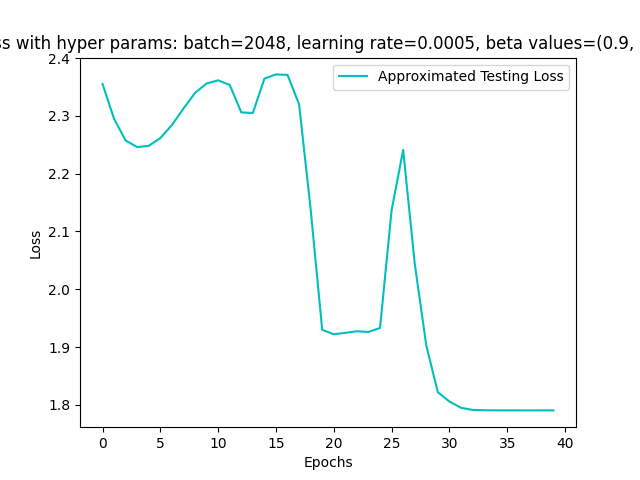 ss with hyper params: batch=2048, learning rate=0.0005, beta values=(0.9,
2.4
Approximated Testing Loss
2.3
2.2
2.1
2.0
1.9
1.8
Loss
0 5 10 15 20 25 30 35 40
Epochs